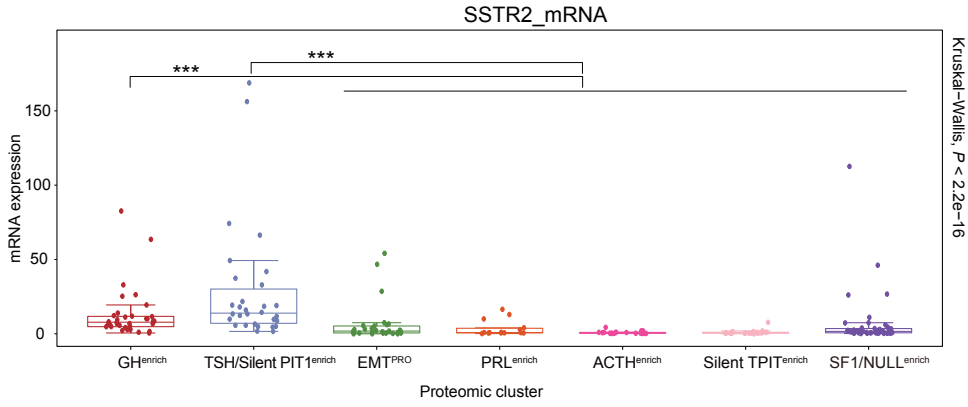 SSTR2_mRNA
***
***
mRNA expression
150
100
50
0
GHenrich
TSH/Silent PIT1enrich
EMTPRO
PRLenrich
ACTHenrich
Silent TPITenrich
SF1/NULLenrich
Proteomic cluster
Kruskal−Wallis, P < 2.2e−16